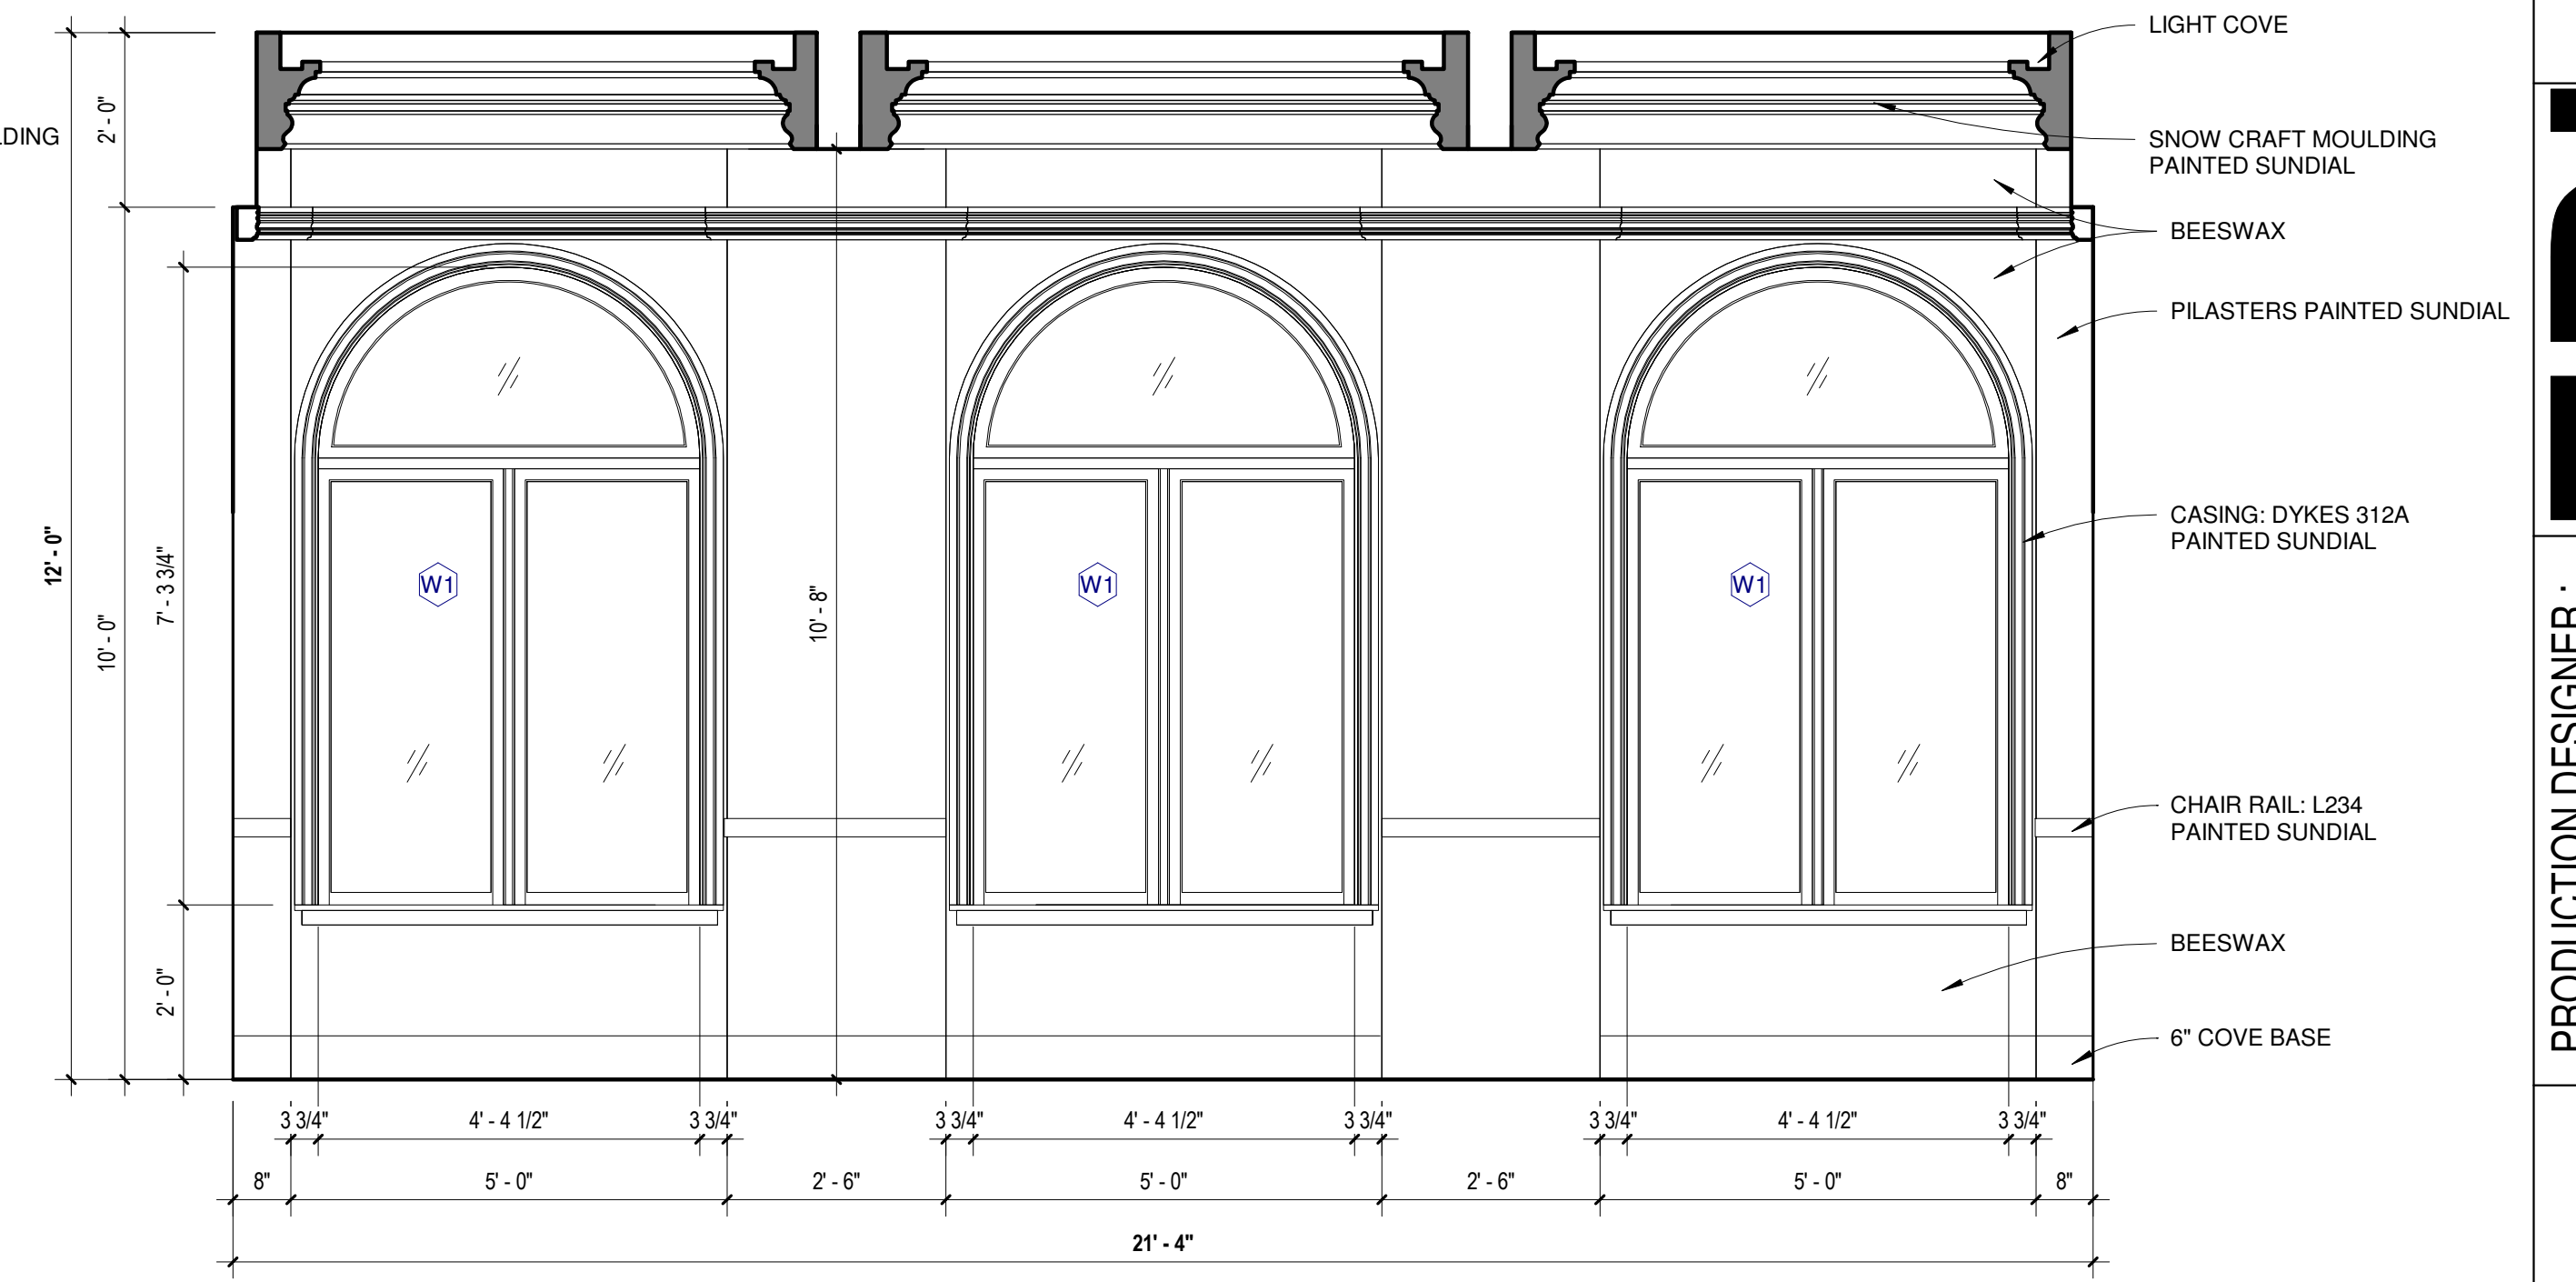 LIGHT COVE
SNOW CRAFT MOULDING
PAINTED SUNDIAL
BEESWAX
PILASTERS PAINTED SUNDIAL
CASING: DYKES 312A
PAINTED SUNDIAL
CHAIR RAIL: L234
PAINTED SUNDIAL
BEESWAX
6" COVE BASE
LDING
2' - 0"
12' - 0"
10' - 0"
7' - 3 3/4"
2' - 0"
10' - 8"
W1
W1
W1
3 3/4" 4' - 4 1/2" 3 3/4" 3 3/4" 4' - 4 1/2" 3 3/4" 3 3/4" 4' - 4 1/2" 3 3/4"
8" 5' - 0" 2' - 6" 5' - 0" 2' - 6" 5' - 0" 8"
21' - 4"
PRODUCTION DESIGNER ·